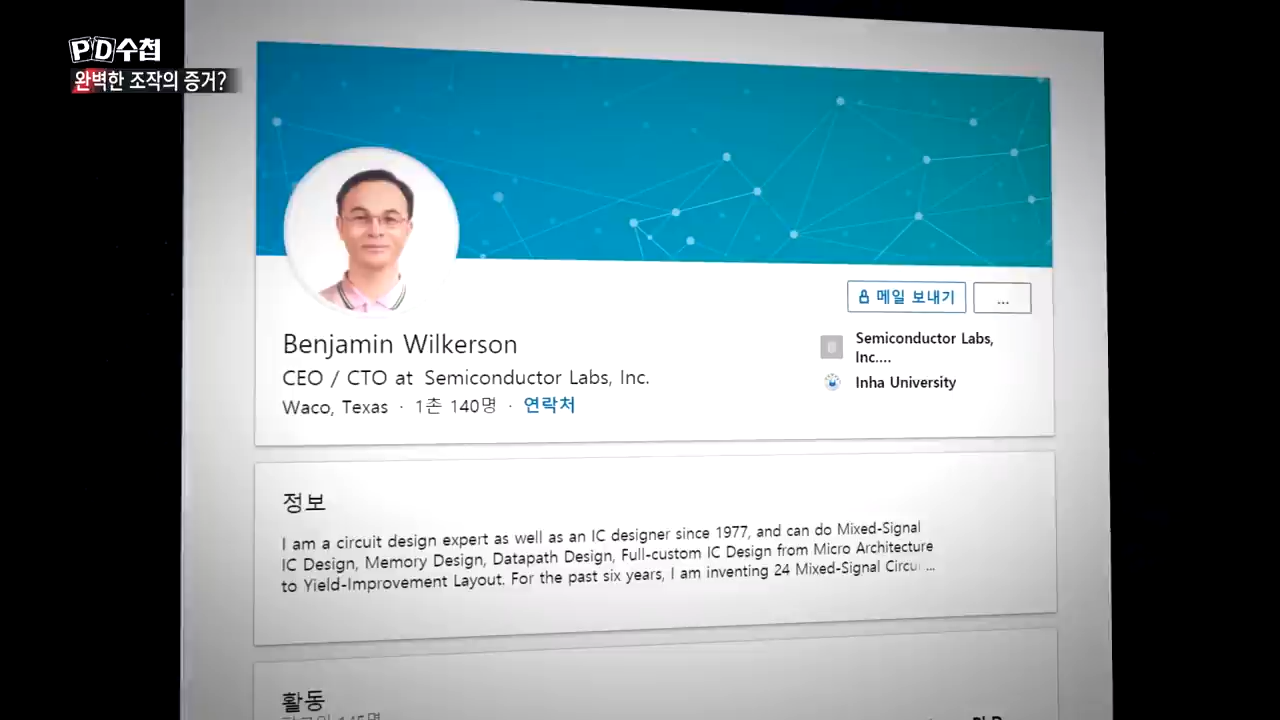 PD수첩
완벽한 조작의 증거?
메일 보내기
...
Benjamin Wilkerson
CEO / CTO at Semiconductor Labs, Inc.
Waco, Texas · 1촌 140명 · 연락처
Semiconductor Labs,
Inc....
Inha University
정보
I am a circuit design expert as well as an IC designer since 1977, and can do Mixed-Signal
IC Design, Memory Design, Datapath Design, Full-custom IC Design from Micro Architecture
to Yield-Improvement Layout. For the past six years, I am inventing 24 Mixed-Signal Circu ...
활동